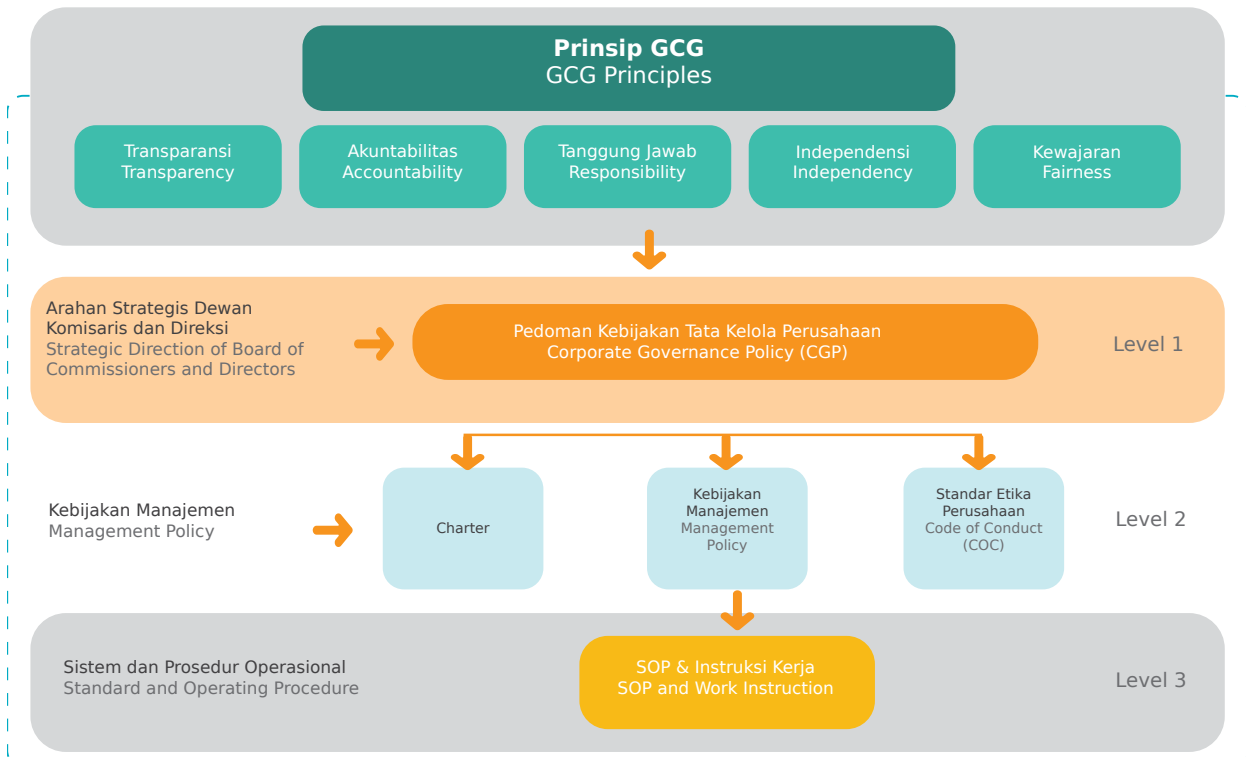 Prinsip GCG
GCG Principles
Transparansi
Transparency
Akuntabilitas
Accountability
Tanggung Jawab
Responsibility
Independensi
Independency
Kewajaran
Fairness
Arahan Strategis Dewan
Komisaris dan Direksi
Strategic Direction of Board of
Commissioners and Directors
Pedoman Kebijakan Tata Kelola Perusahaan
Corporate Governance Policy (CGP)
Level 1
Kebijakan Manajemen
Management Policy
Charter
Kebijakan
Manajemen
Management
Policy
Standar Etika
Perusahaan
Code of Conduct
(COC)
Level 2
Sistem dan Prosedur Operasional
Standard and Operating Procedure
SOP & Instruksi Kerja
SOP and Work Instruction
Level 3